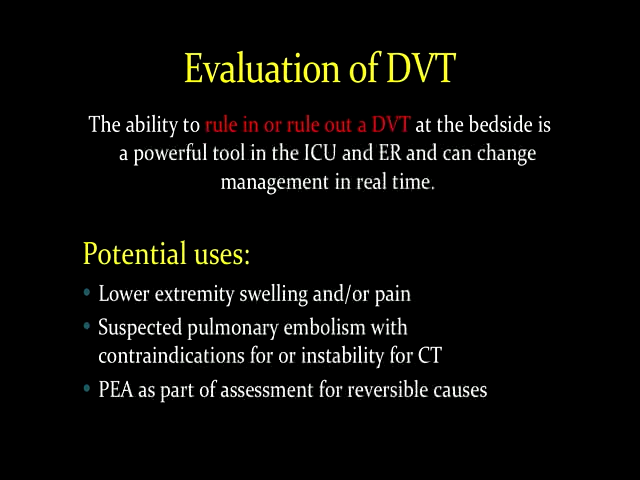 Evaluation of DVT
The ability to rule in or rule out a DVT at the bedside is
a powerful tool in the ICU and ER and can change
management in real time.
Potential uses:
• Lower extremity swelling and/or pain
• Suspected pulmonary embolism with
contraindications for or instability for CT
• PEA as part of assessment for reversible causes